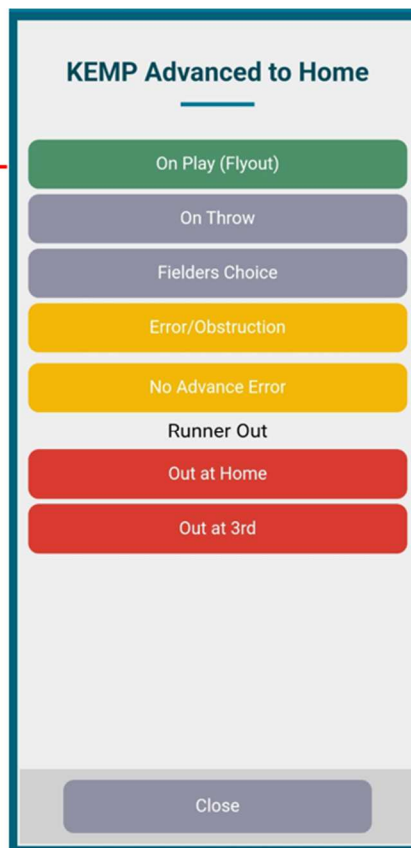 KEMP Advanced to Home
On Play (Flyout)
On Throw
Fielders Choice
Error/Obstruction
No Advance Error
Runner Out
Out at Home
Out at 3rd
Close